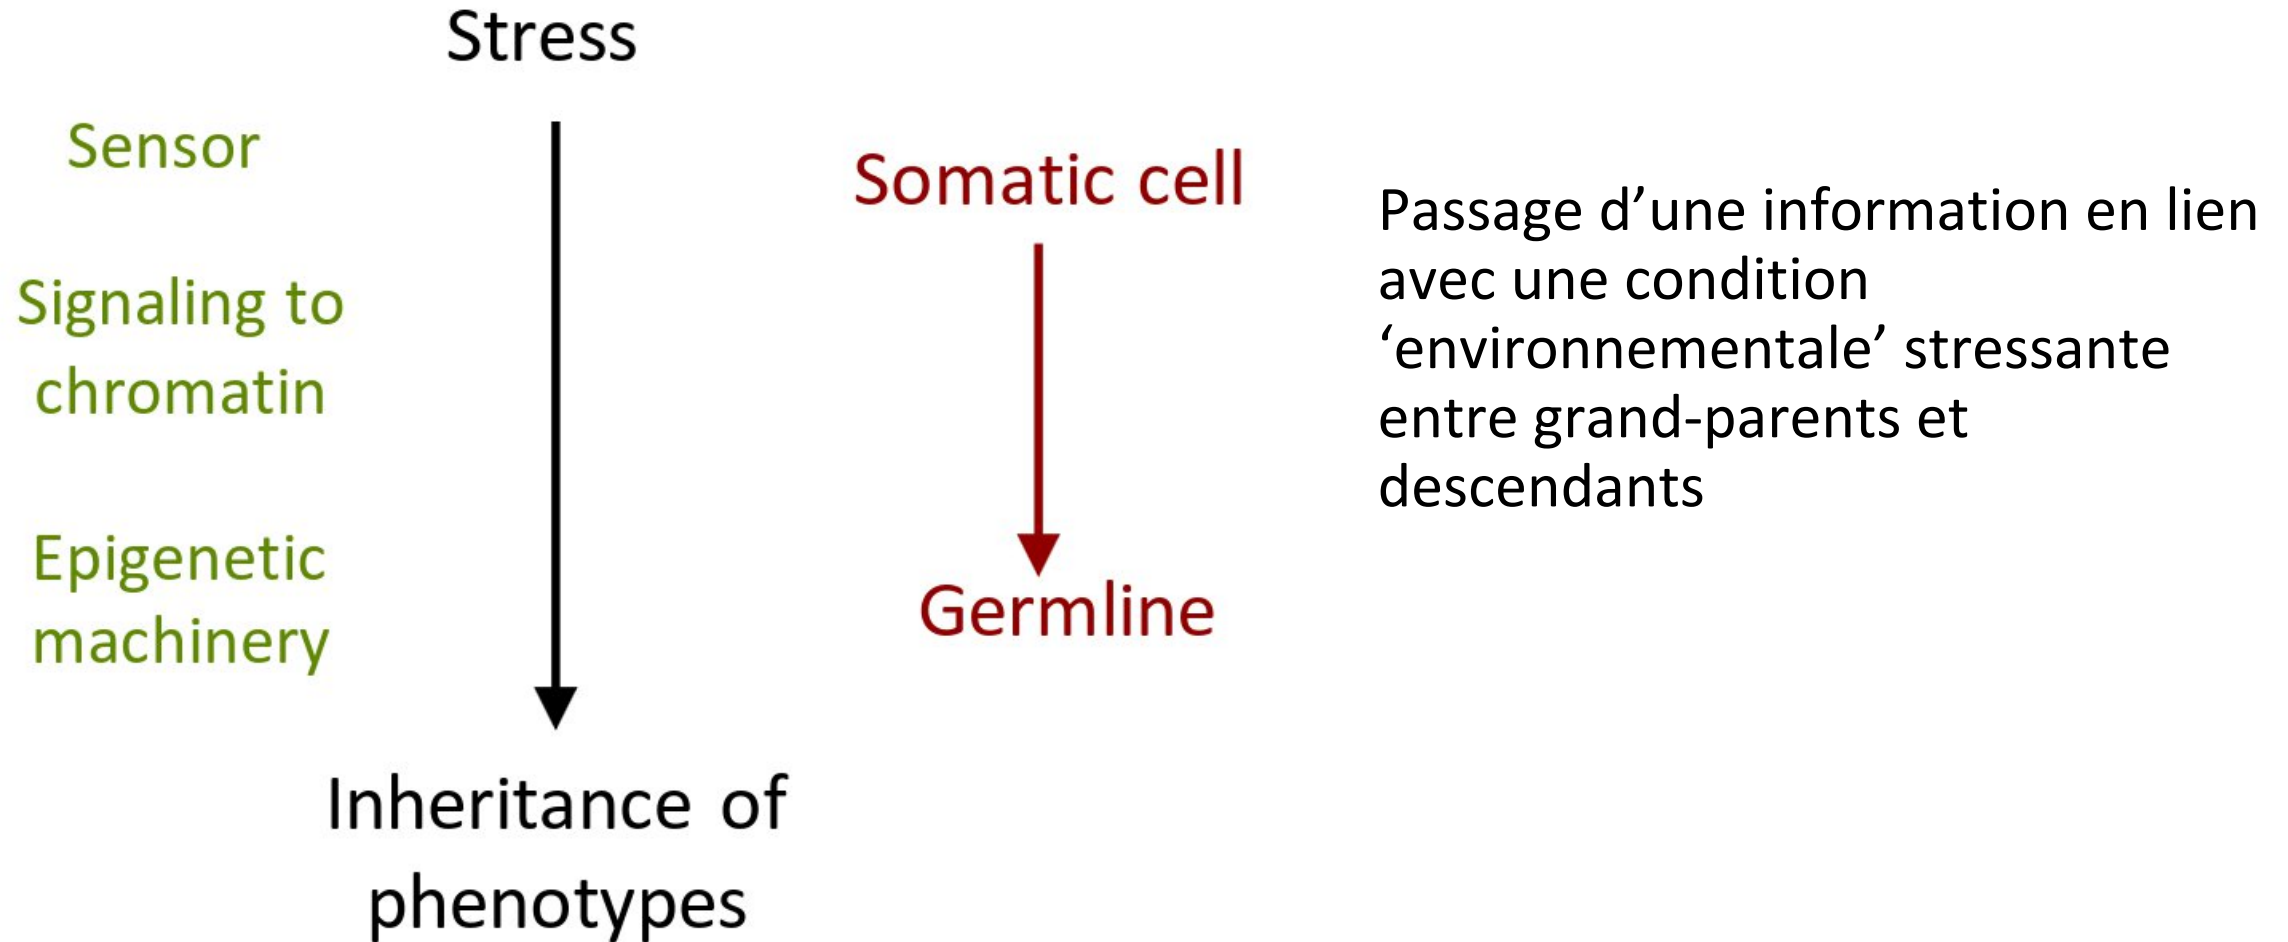 Stress
Sensor
Signaling to
chromatin
Epigenetic
machinery
Inheritance of
phenotypes
Somatic cell
Germline
Passage d’une information en lien
avec une condition
‘environnementale’ stressante
entre grand-parents et
descendants